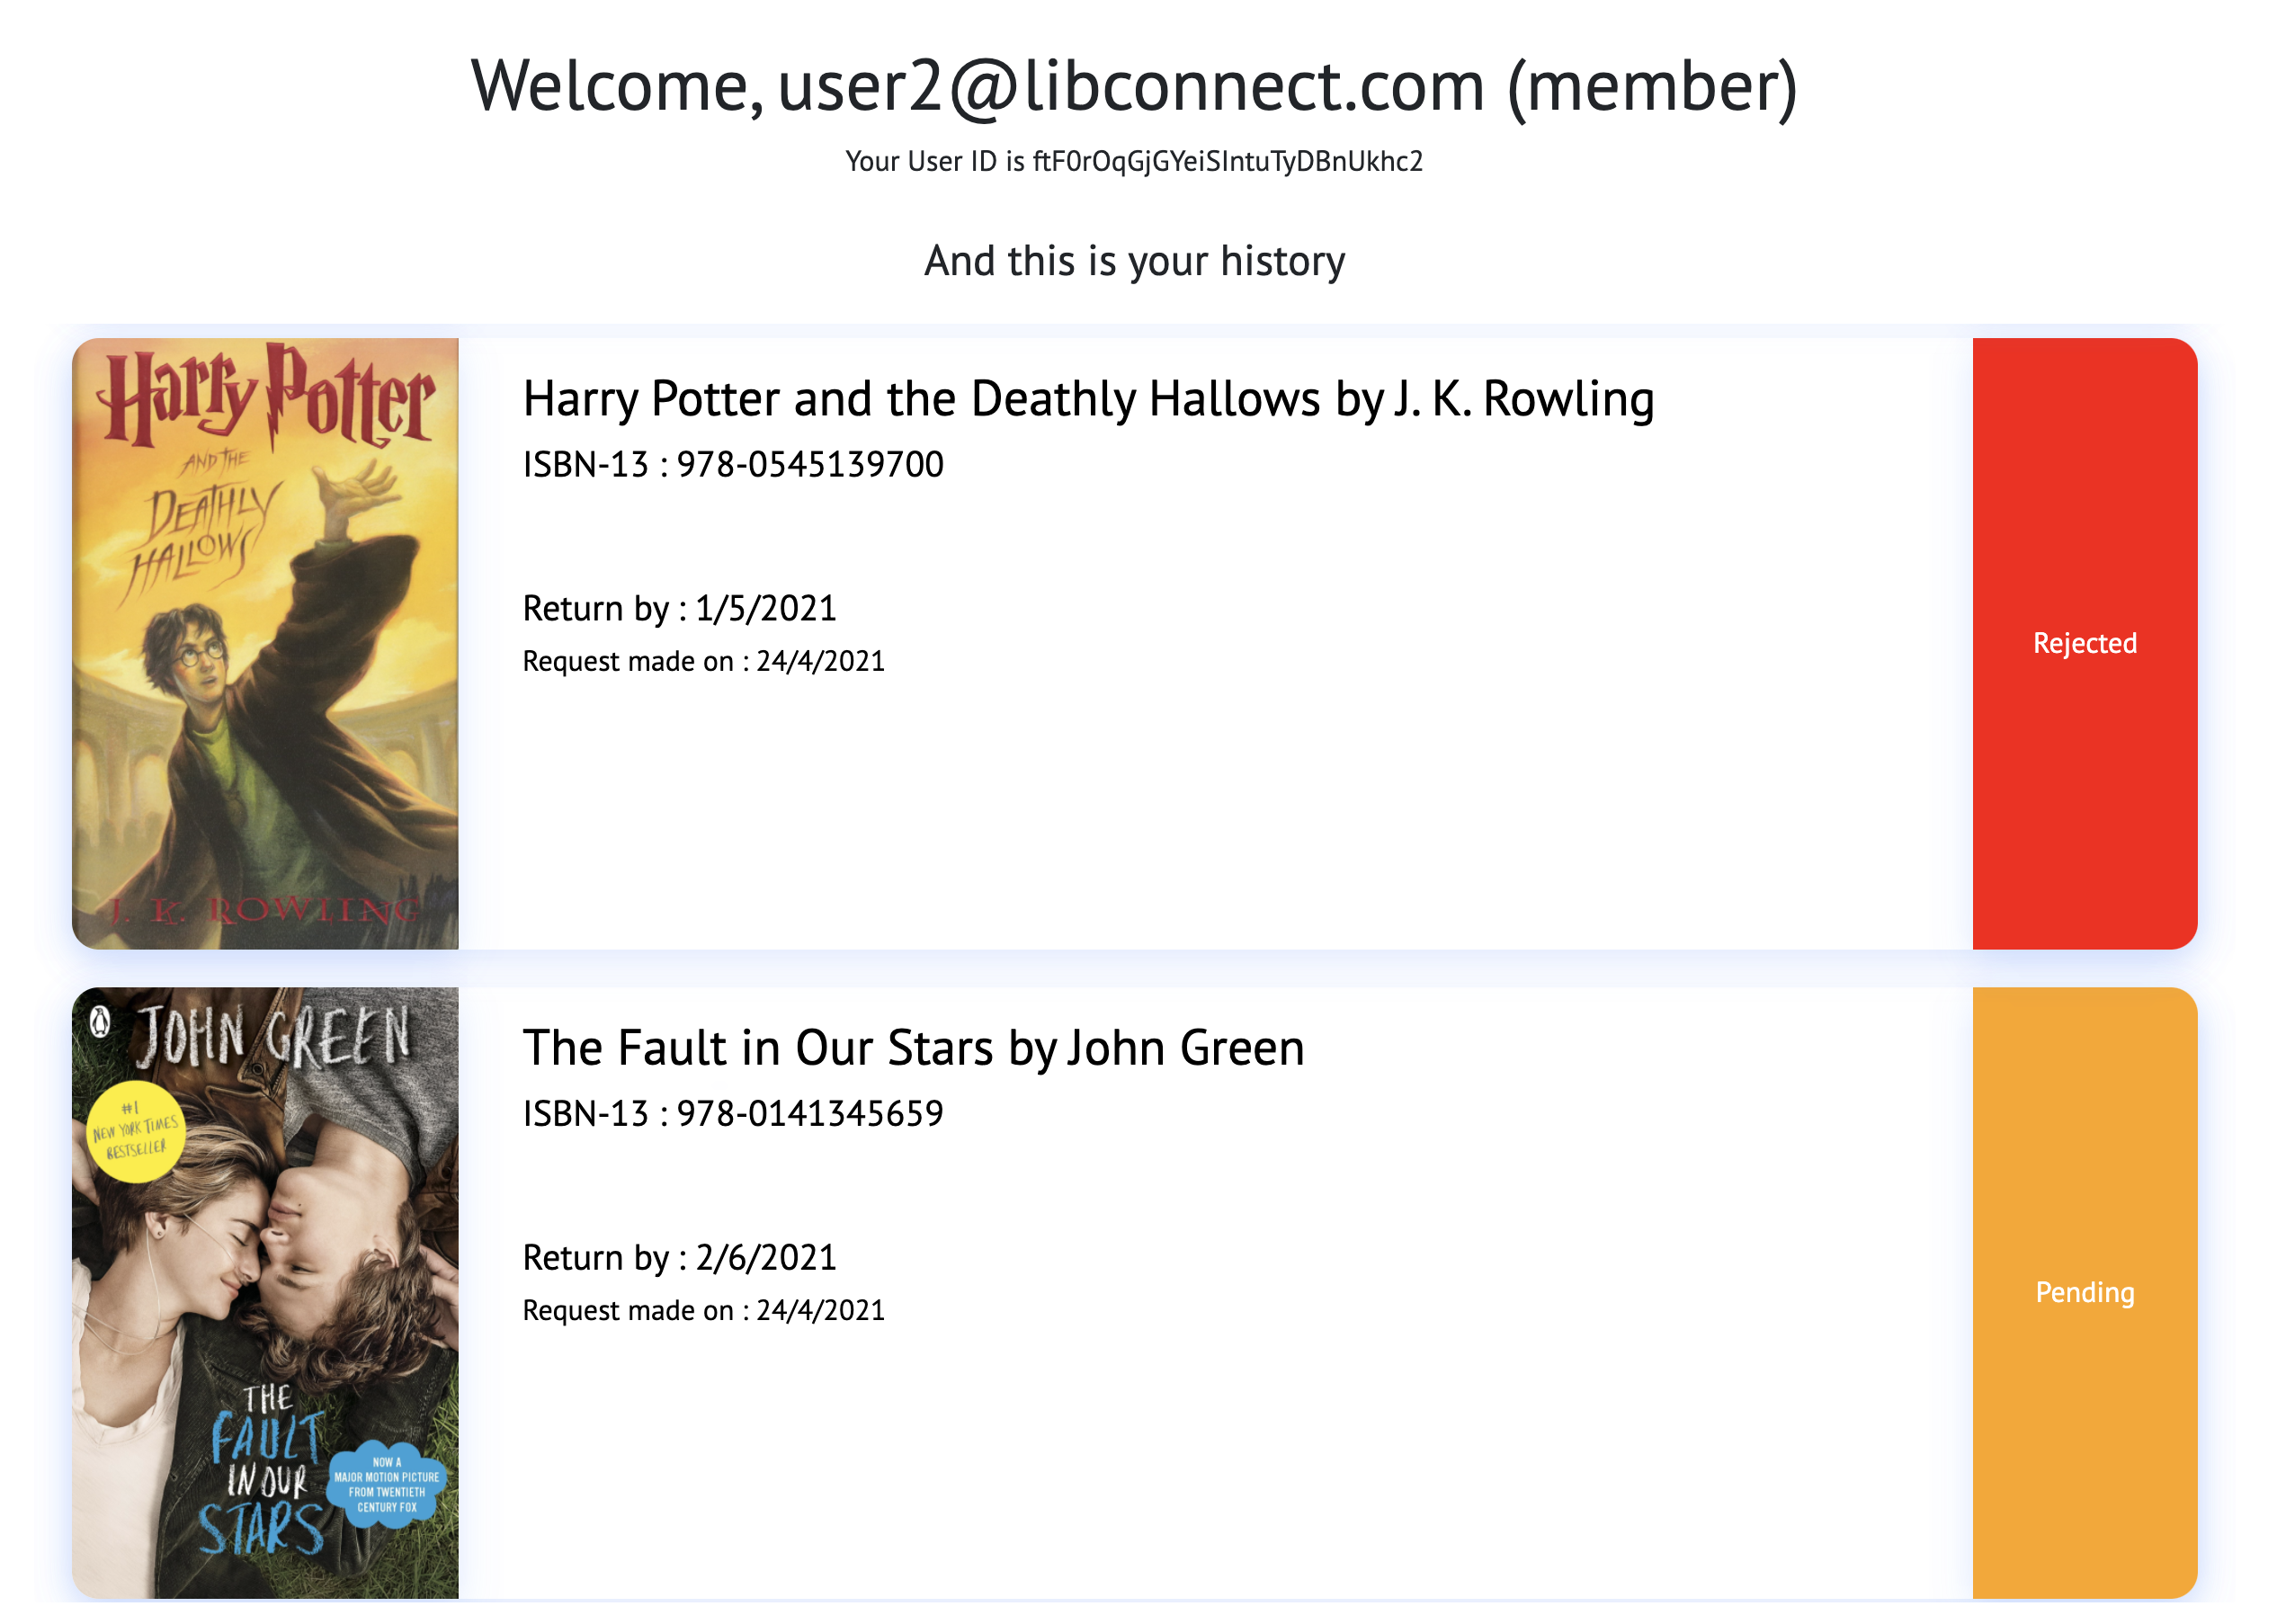 Welcome, user2@libconnect.com (member)
Your User ID is ftF0rOqGjGYeiSIntuTyDBnUkhc2
And this is your history
Harry Potter
AND THE
DEATHLY
HALLOWS
J. K. ROWLING
Harry Potter and the Deathly Hallows by J. K. Rowling
ISBN-13 : 978-0545139700
Return by : 1/5/2021
Request made on : 24/4/2021
Rejected
JOHN GREEN
#1
NEW YORK TIMES
BESTSELLER
THE
FAULT
IN OUR
STARS
NOW A
MAJOR MOTION PICTURE
FROM TWENTIETH
CENTURY FOX
The Fault in Our Stars by John Green
ISBN-13 : 978-0141345659
Return by : 2/6/2021
Request made on : 24/4/2021
Pending